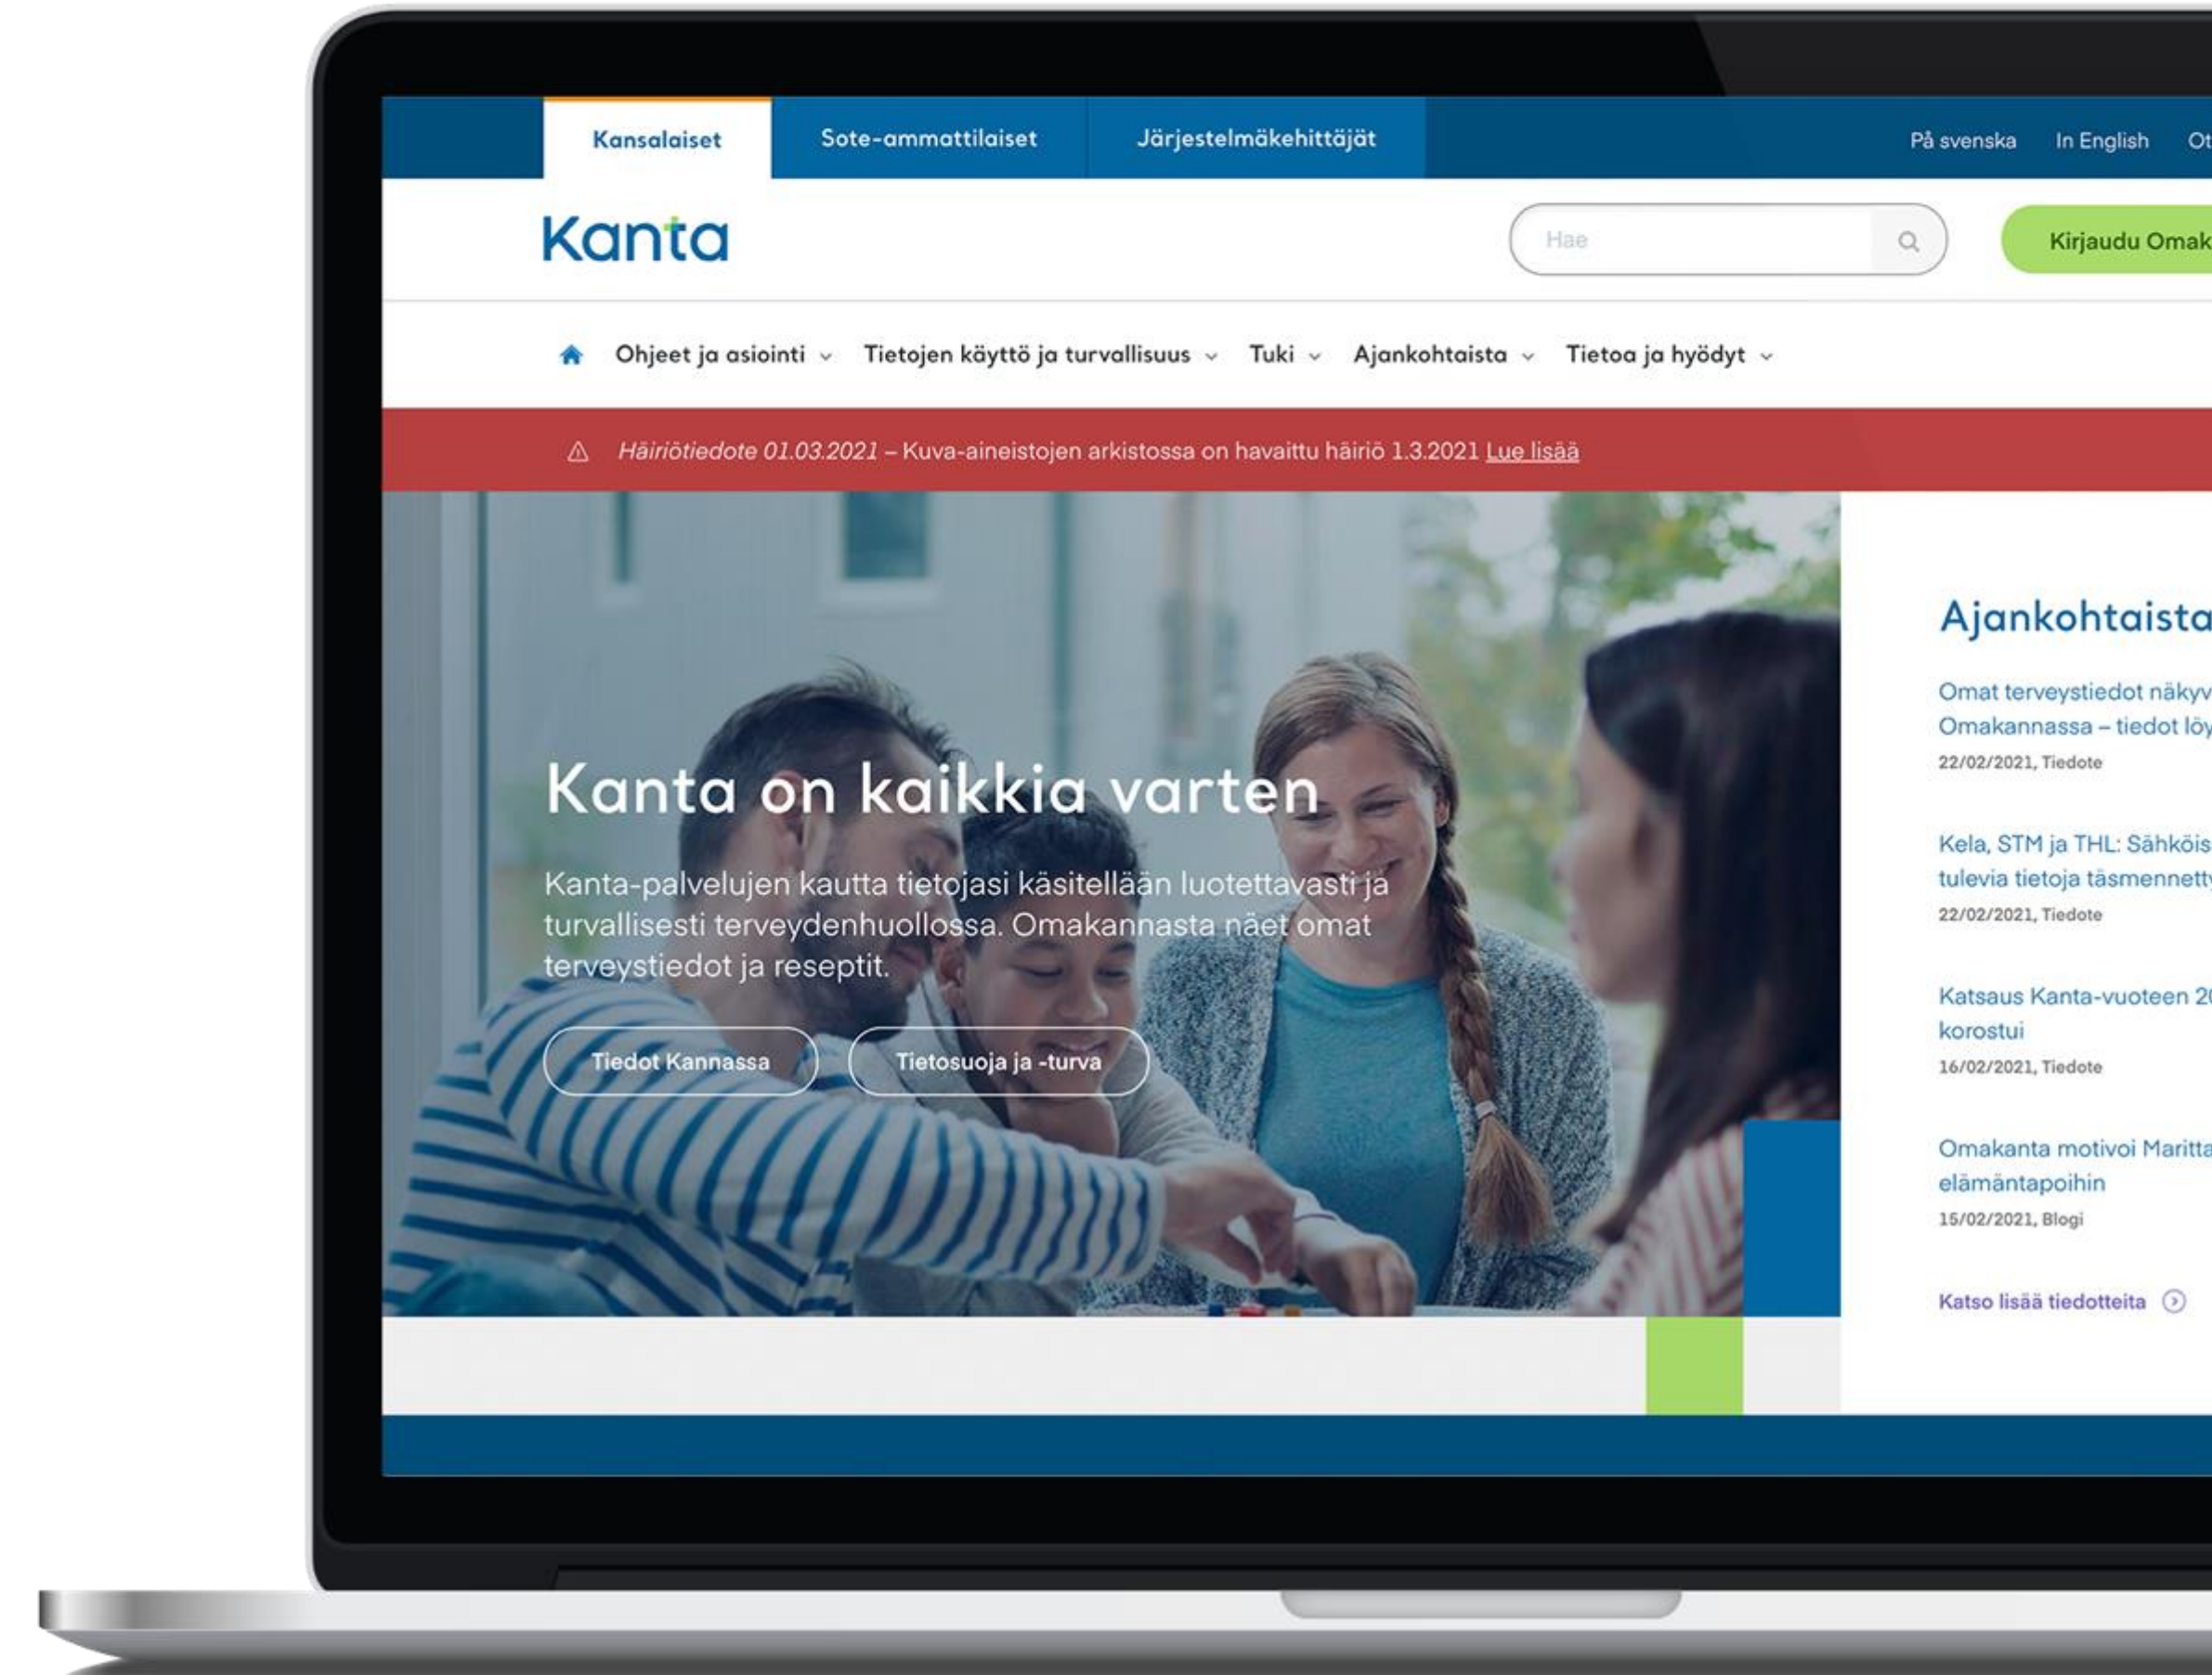 Kansalaiset
Sote-ammattilaiset
Järjestelmäkehittäjät
På svenska
In English
Kanta
Hae
Kirjaudu
Ohjeet ja asiointi
Tietojen käyttö ja turvallisuus
Tuki
Ajankohtaista
Tietoa ja hyödyt
Häiriötiedote 01.03.2021 – Kuva-aineistojen arkistossa on havaittu häiriö 1.3.2021 Lue lisää
Kanta on kaikkia varten
Kanta-palvelujen kautta tietojasi käsitellään luotettavasti ja
turvallisesti terveydenhuollossa. Omakannasta näet omat
terveystiedot ja reseptit.
Tiedot Kannassa
Tietosuoja ja -turva
Ajankohtaista
Omat terveystiedot
Omakannassa – tiedot
22/02/2021, Tiedote
Kela, STM ja THL:
tulevia tietoja
22/02/2021, Tiedote
Katsaus Kanta-vuoteen
korostui
16/02/2021, Tiedote
Omakanta motivoi
elämäntapoihin
15/02/2021, Blogi
Katso lisää tiedotteita